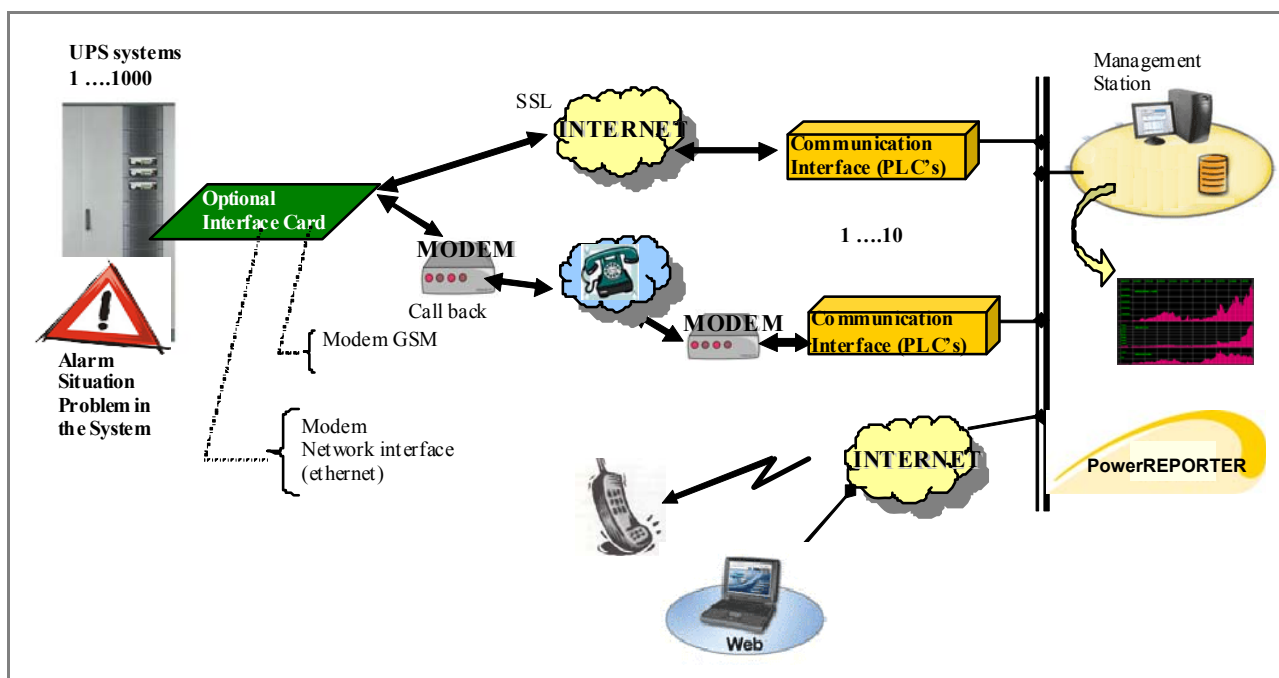 UPS systems
1 ….1000
Management
Station
SSL
INTERNET
Communication
Interface (PLC's)
Optional
Interface Card
1 ….10
MODEM
Call back
MODEM
Communication
Interface (PLC's)
Modem GSM
Alarm
Situation
Problem in
the System
Modem
Network interface
(ethernet)
INTERNET
PowerREPORTER
Web